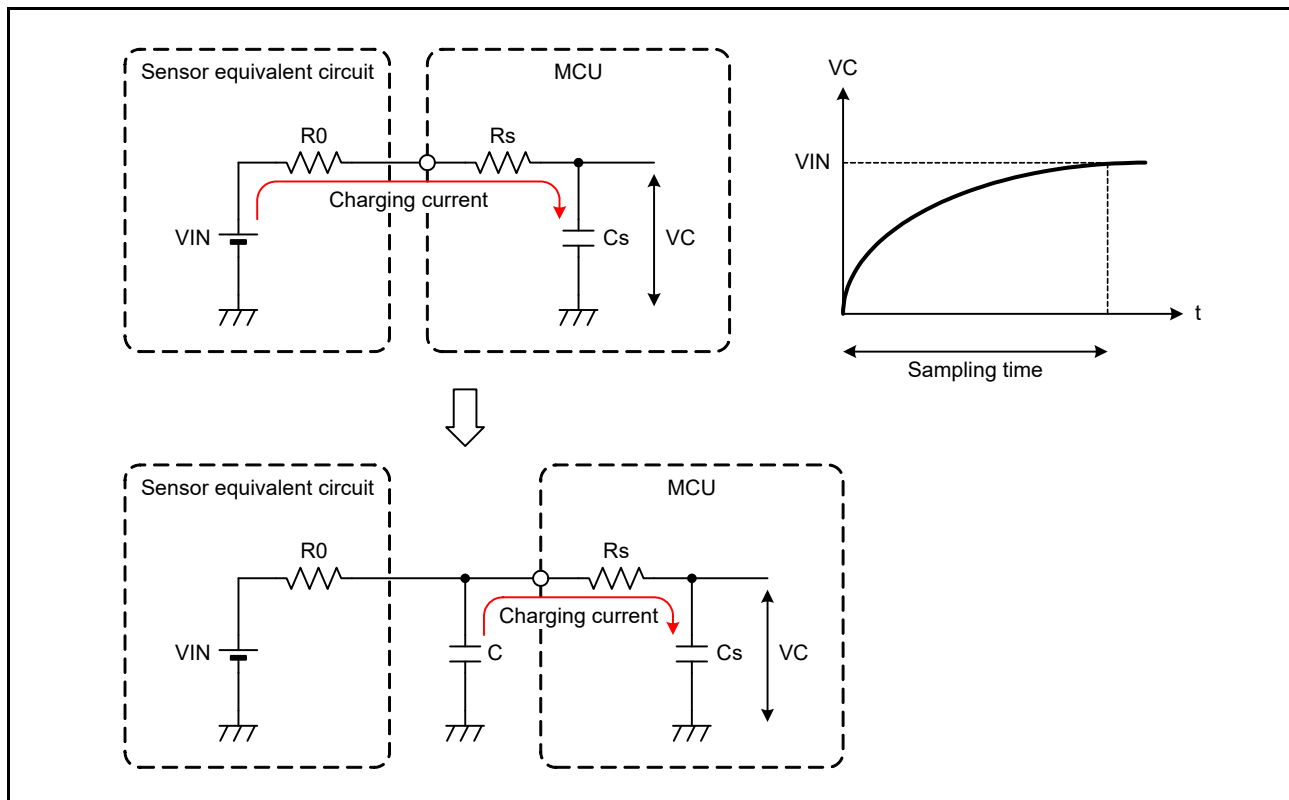 Sensor equivalent circuit
MCU
R0
Rs
Charging current
VIN
Cs
VC
VC
VIN
t
Sampling time
Sensor equivalent circuit
MCU
R0
Rs
Charging current
VIN
C
Cs
VC